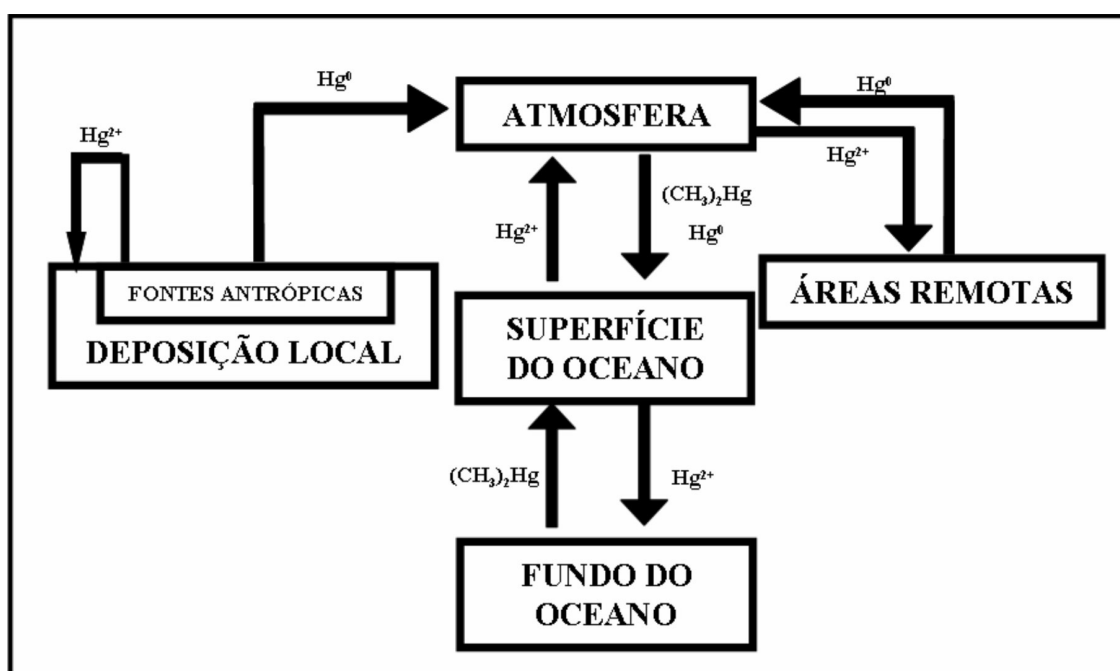 Hg⁰
Hg⁰
ATMOSFERA
Hg²⁺
Hg²⁺
(CH₃)₂Hg
Hg²⁺
Hg⁰
FONTES ANTRÓPICAS
DEPOSIÇÃO LOCAL
ÁREAS REMOTAS
SUPERFÍCIE
DO OCEANO
(CH₃)₂Hg
Hg²⁺
FUNDO DO
OCEANO